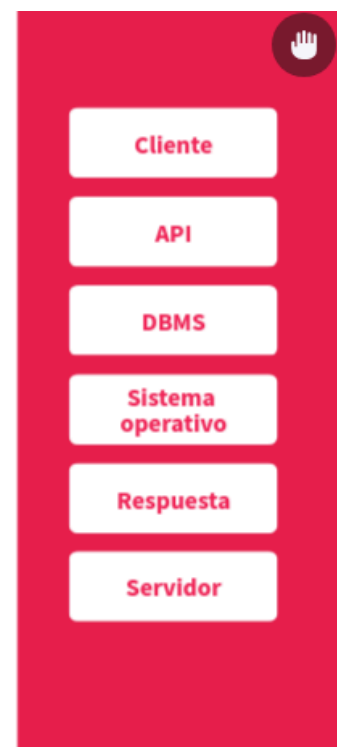 Cliente
API
DBMS
Sistema
operativo
Respuesta
Servidor